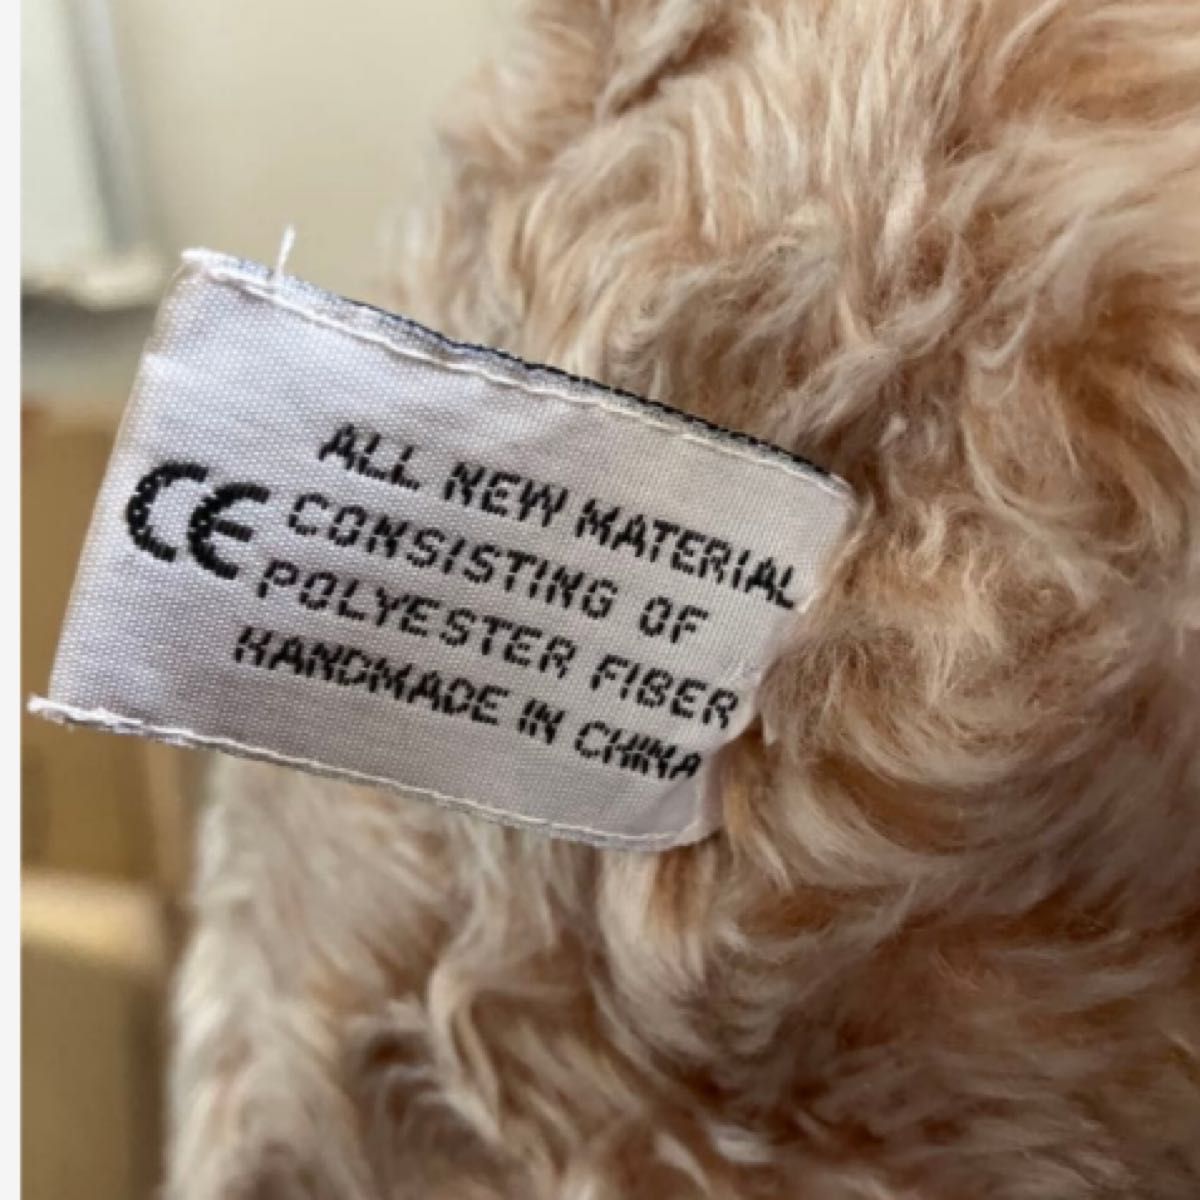 ALL NEW MATERIAL
CE CONSISTING OF
POLYESTER FIBER
HANDMADE IN CHINA